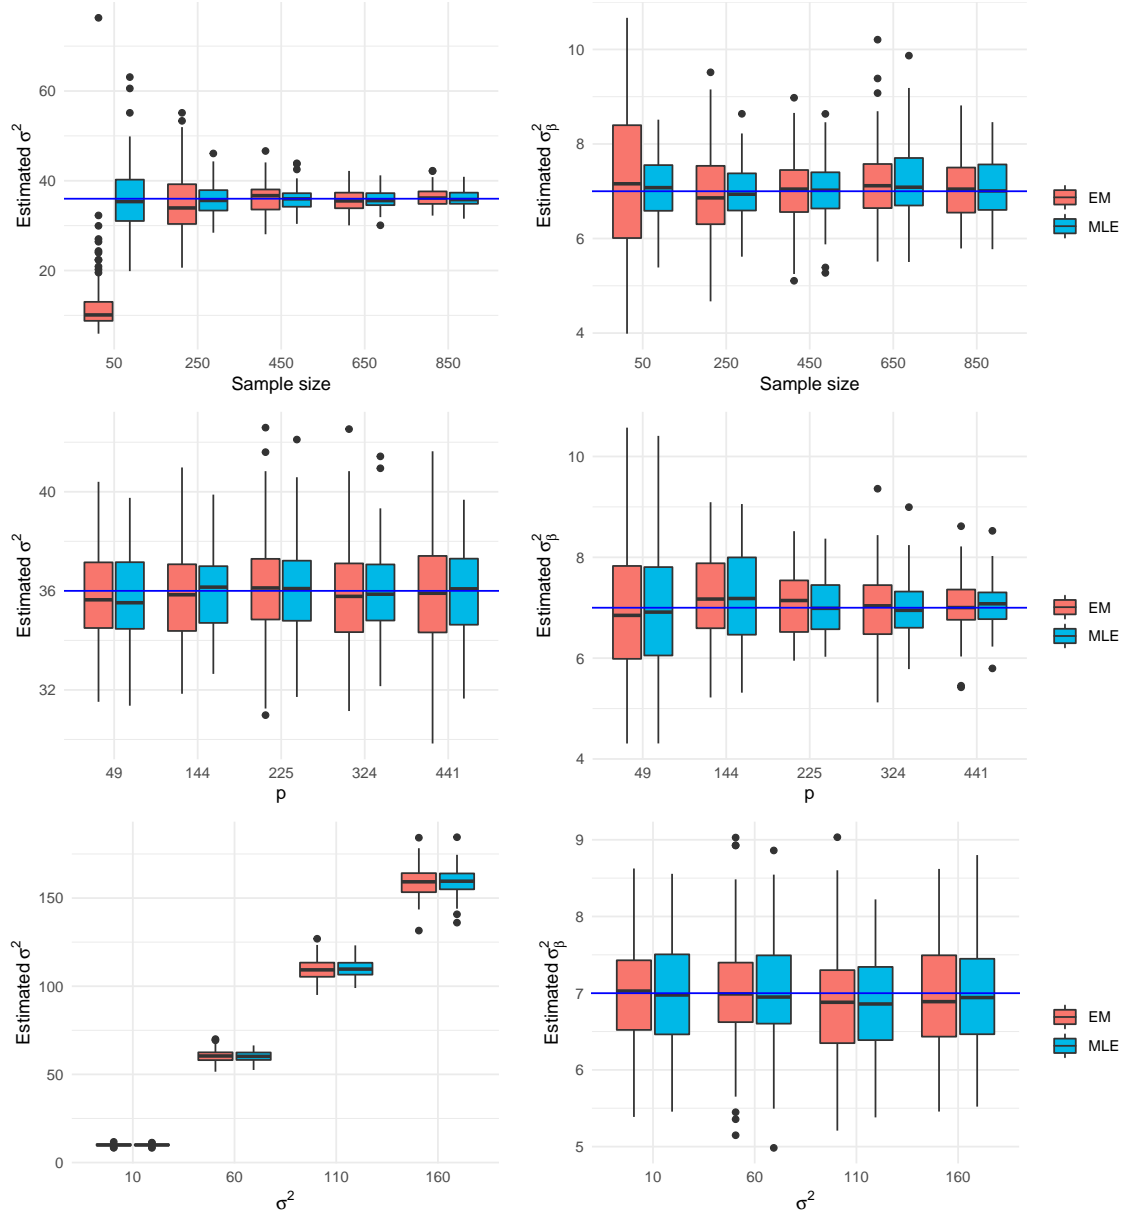 Estimated σ²
60
40
20
50 250 450 650 850
Sample size
Estimated σ²β
10
8
6
4
50 250 450 650 850
Sample size
EM
MLE
Estimated σ²
40
36
32
49 144 225 324 441
p
Estimated σ²β
10
8
6
4
49 144 225 324 441
p
EM
MLE
Estimated σ²
150
100
50
0
10 60 110 160
σ²
Estimated σ²β
9
8
7
6
5
10 60 110 160
σ²
EM
MLE